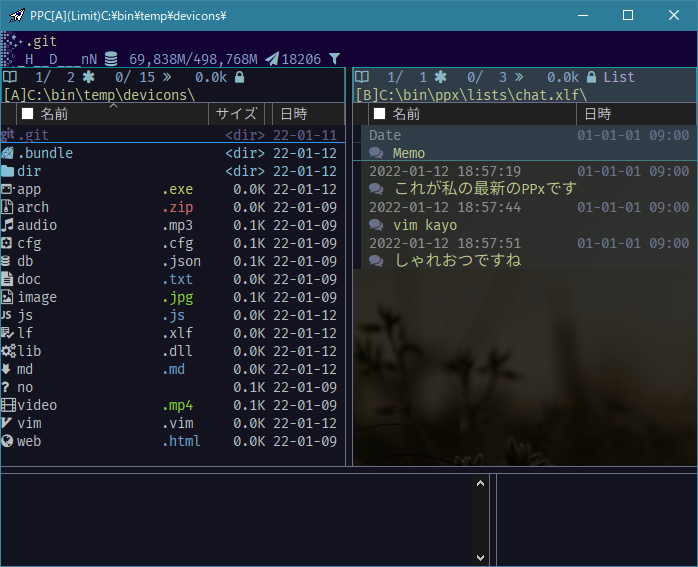 PPC[A](Limit)C:¥bin¥temp¥devicons¥
.git
_H__D___nN 69,838M/498,768M 18206
1/ 2 0/ 15 » 0.0k
[A]C:\bin\temp\devicons\
名前 サイズ 日時
git .git <dir> 22-01-11
.bundle <dir> 22-01-12
dir <dir> 22-01-12
app .exe 0.0K 22-01-12
arch .zip 0.0K 22-01-09
audio .mp3 0.1K 22-01-09
cfg .cfg 0.1K 22-01-09
db .json 0.1K 22-01-09
doc .txt 0.0K 22-01-09
image .jpg 0.1K 22-01-09
JS js .js 0.0K 22-01-12
lf .xlf 0.0K 22-01-12
lib .dll 0.0K 22-01-12
md .md 0.0K 22-01-12
? no 0.1K 22-01-09
video .mp4 0.1K 22-01-09
vim .vim 0.0K 22-01-12
web .html 0.0K 22-01-09
1/ 1 0/ 3 » 0.0k List
[B]C:\bin\ppx\lists\chat.xlf\
名前 日時
Date 01-01-01 09:00
Memo
2022-01-12 18:57:19 01-01-01 09:00
これが私の最新のPPxです
2022-01-12 18:57:44 01-01-01 09:00
vim kayo
2022-01-12 18:57:51 01-01-01 09:00
しゃれおつですね